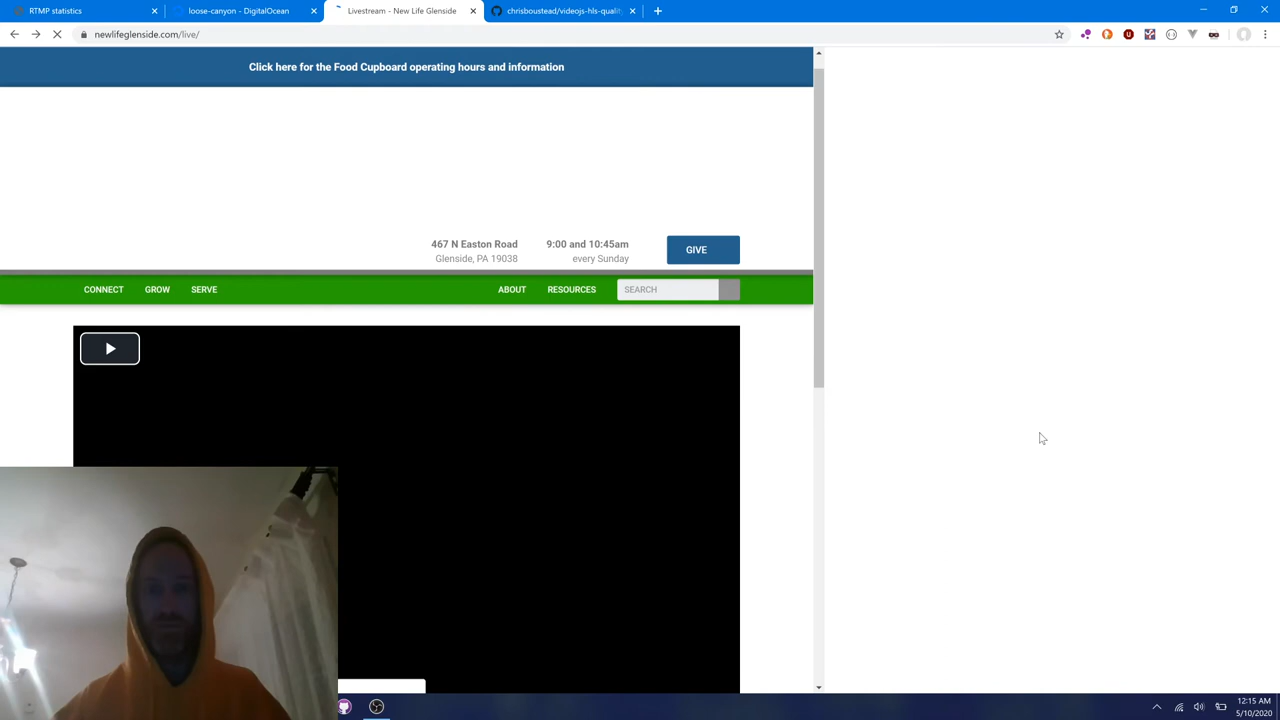 RTMP statistics
loose-canyon - DigitalOcean
Livestream - New Life Glenside
chrisboustead/videojs-hls-quality
newlifeglenside.com/live/
Click here for the Food Cupboard operating hours and information
467 N Easton Road
Glenside, PA 19038
9:00 and 10:45am
every Sunday
GIVE
CONNECT
GROW
SERVE
ABOUT
RESOURCES
SEARCH
12:15 AM
5/10/2020